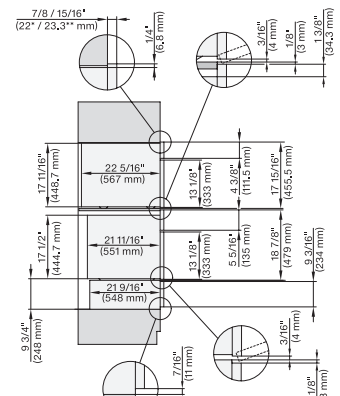 7/8 / 15/16"
(22* / 23.3** mm)
1/4"
(6.8 mm)
3/16"
(4 mm)
1/8"
(3 mm)
1 3/8"
(34.3 mm)
17 11/16"
(448.7 mm)
22 5/16"
(567 mm)
13 1/8"
(333 mm)
4 3/8"
(111.5 mm)
17 15/16"
(455.5 mm)
17 1/2"
(444.7 mm)
21 11/16"
(551 mm)
13 1/8"
(333 mm)
5 5/16"
(135 mm)
18 7/8"
(479 mm)
9 3/16"
(234 mm)
21 9/16"
(548 mm)
9 3/4"
(248 mm)
7/16"
(11 mm)
3/16"
(4 mm)
1/8"
3 mm)